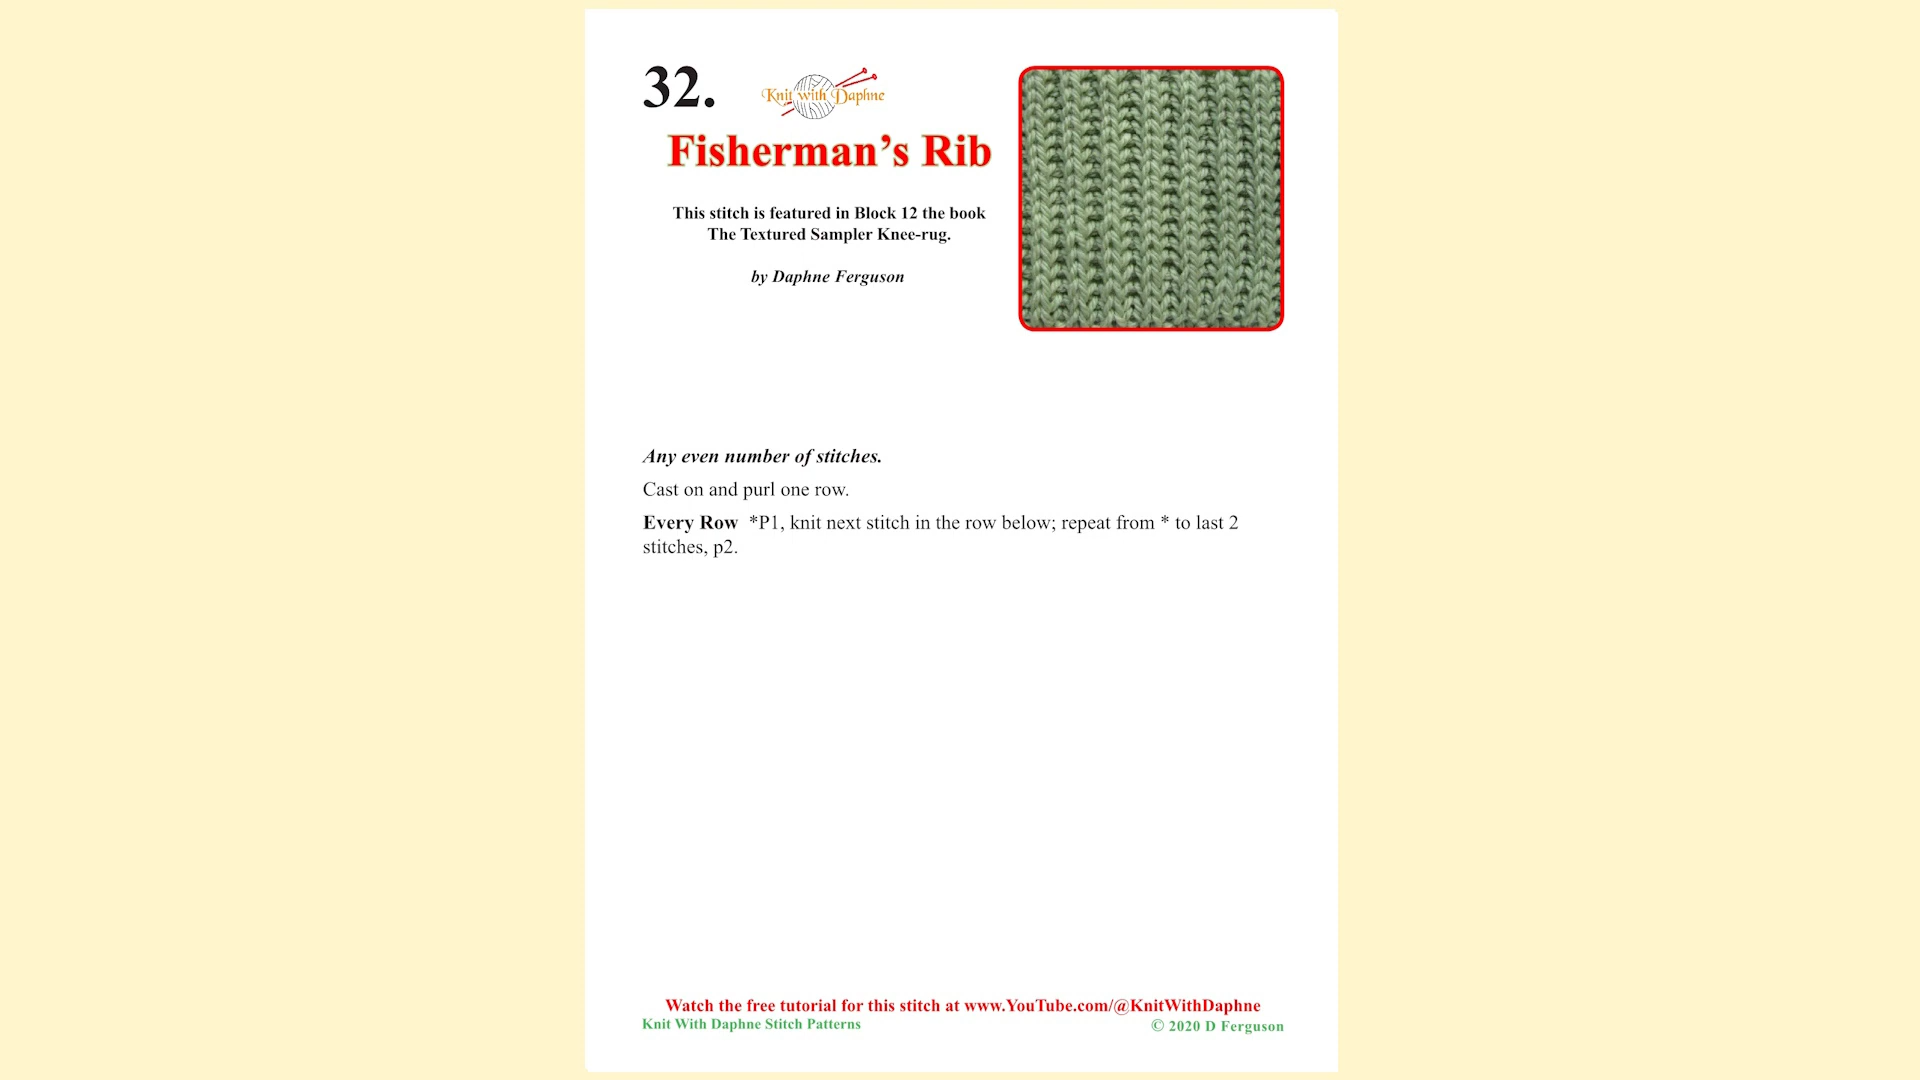 32.
Knit with Daphne
Fisherman’s Rib
This stitch is featured in Block 12 the book
The Textured Sampler Knee-rug.
by Daphne Ferguson
Any even number of stitches.
Cast on and purl one row.
Every Row *P1, knit next stitch in the row below; repeat from * to last 2
stitches, p2.
Watch the free tutorial for this stitch at www.YouTube.com/@KnitWithDaphne
Knit With Daphne Stitch Patterns
© 2020 D Ferguson